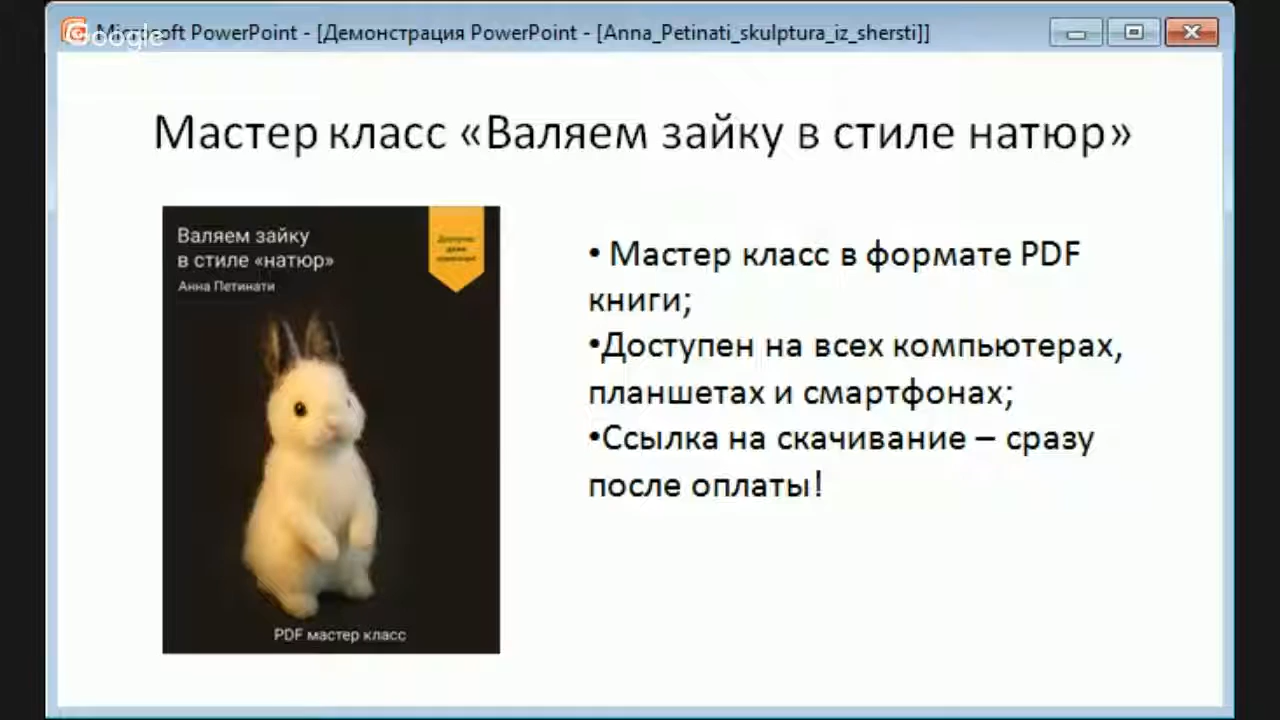 Microsoft PowerPoint - [Демонстрация PowerPoint - [Anna_Petinati_skulptura_iz_shersti]]
Google
Мастер класс «Валяем зайку в стиле натюр»
Валяем зайку
в стиле «натюр»
Анна Петинати
PDF мастер класс
• Мастер класс в формате PDF
книги;
•Доступен на всех компьютерах,
планшетах и смартфонах;
•Ссылка на скачивание – сразу
после оплаты!